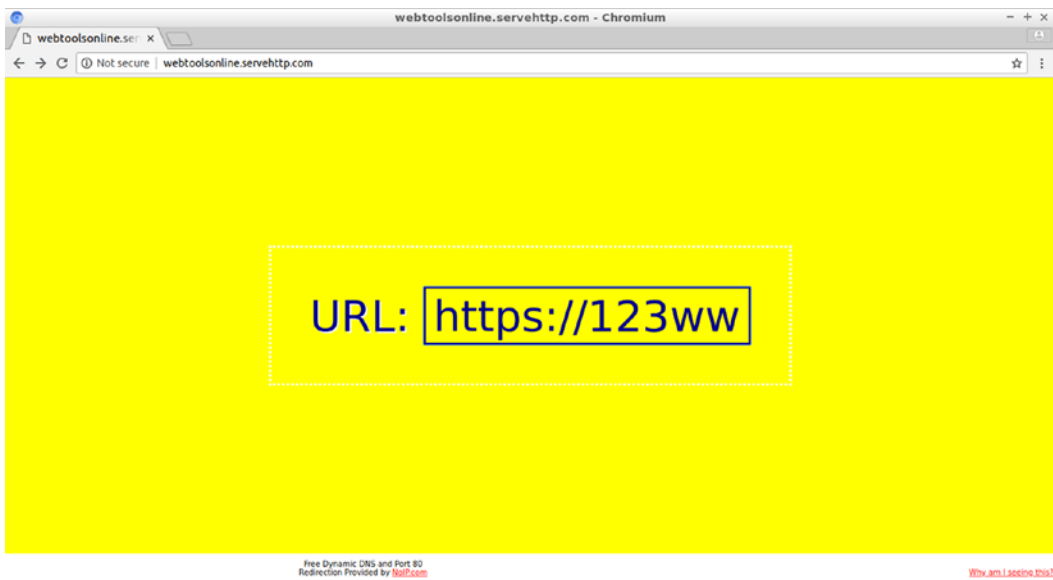 webtoolsonline.servehttp.com - Chromium
webtoolsonline.ser
Not secure | webtoolsonline.servehttp.com
URL: https://123ww
Free Dynamic DNS and Port 80
Redirection Provided by NoIP.com
Why am I seeing this?